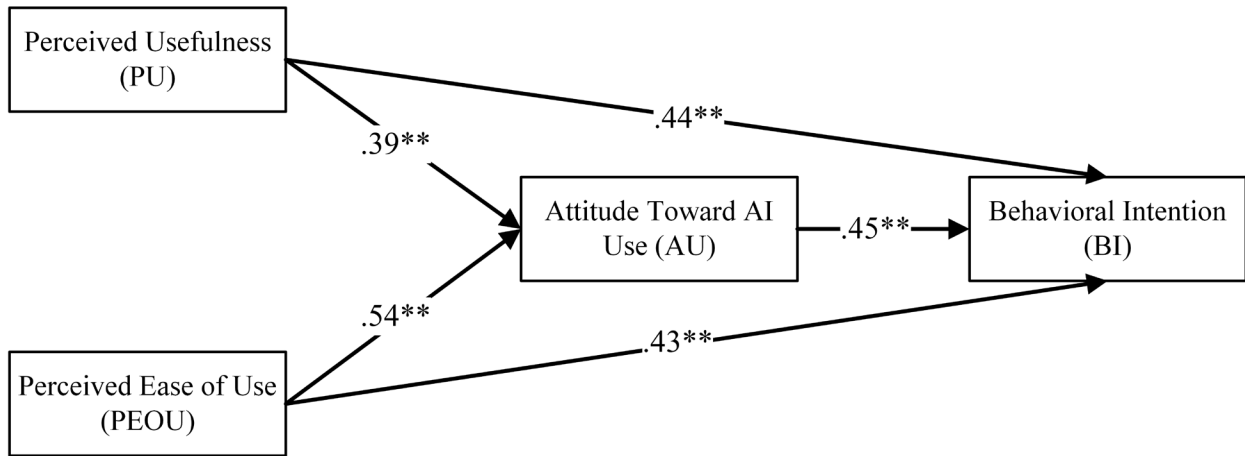 Perceived Usefulness
(PU)
.44**
.39**
Attitude Toward AI
Use (AU)
.45**
Behavioral Intention
(BI)
.54**
.43**
Perceived Ease of Use
(PEOU)